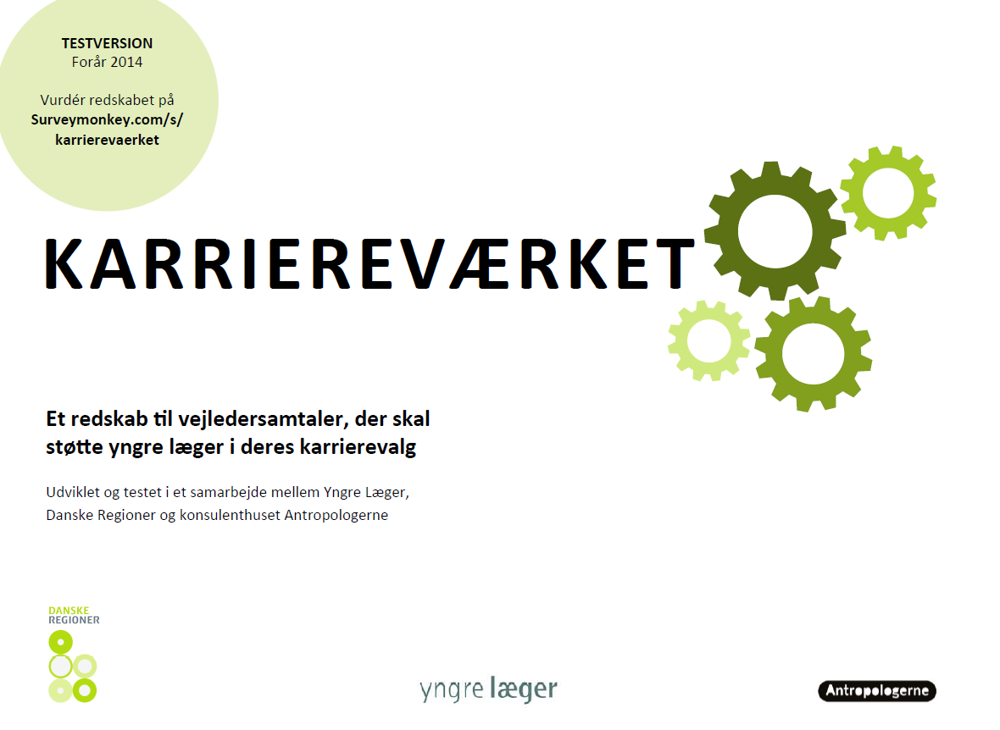 TESTVERSION
Forår 2014
Vurdér redskabet på
Surveymonkey.com/s/
karrierevaerket
KARRIEREVÆRKET
Et redskab til vejledersamtaler, der skal
støtte yngre læger i deres karrierevalg
Udviklet og testet i et samarbejde mellem Yngre Læger,
Danske Regioner og konsulenthuset Antropologerne
DANSKE
REGIONER
yngre læger
Antropologerne